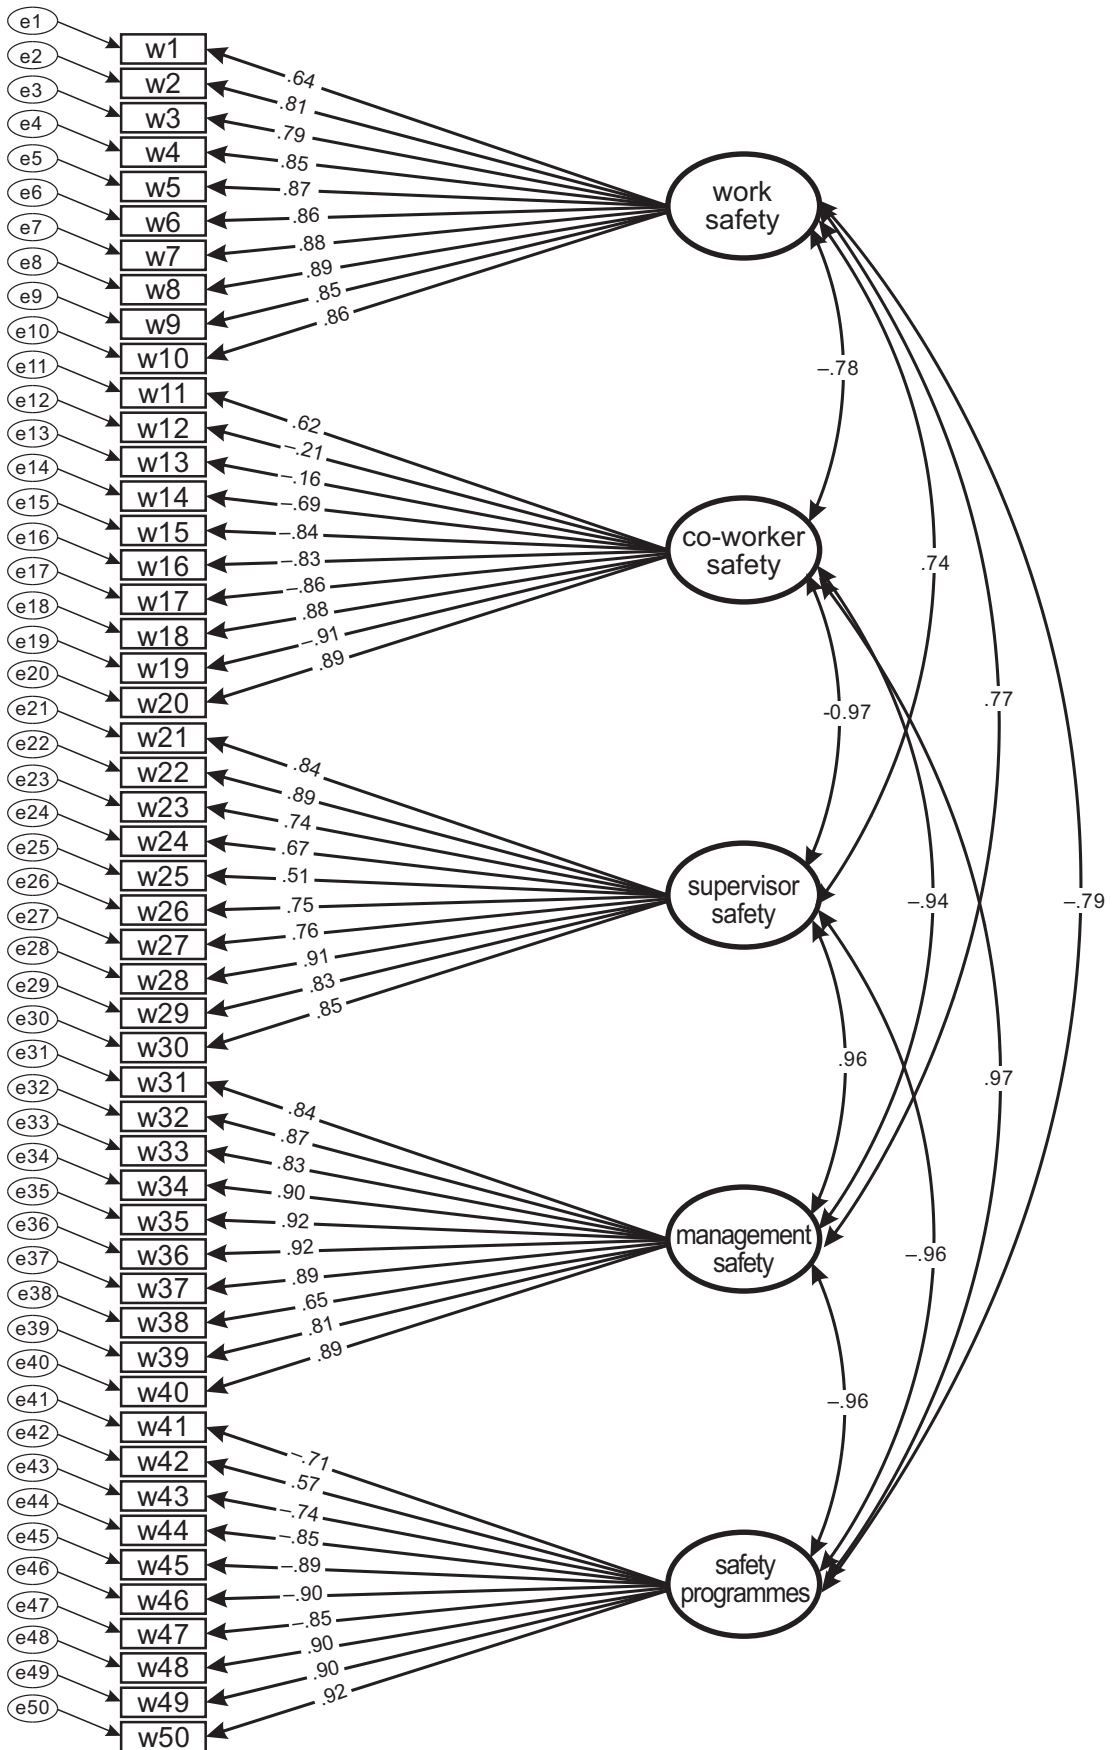 e1
w1
e2
w2
e3
w3
e4
w4
e5
w5
e6
w6
e7
w7
e8
w8
e9
w9
e10
w10
.64
.81
.79
.85
.87
.86
.88
.89
.85
.86
work
safety
e11
w11
e12
w12
e13
w13
e14
w14
e15
w15
e16
w16
e17
w17
e18
w18
e19
w19
e20
w20
.62
–.21
–.16
–.69
–.84
–.83
–.86
.88
–.91
.89
co-worker
safety
e21
w21
e22
w22
e23
w23
e24
w24
e25
w25
e26
w26
e27
w27
e28
w28
e29
w29
e30
w30
.84
.89
.74
.67
.51
.75
.76
.91
.83
.85
supervisor
safety
e31
w31
e32
w32
e33
w33
e34
w34
e35
w35
e36
w36
e37
w37
e38
w38
e39
w39
e40
w40
.84
.87
.83
.90
.92
.92
.89
.65
.81
.89
management
safety
e41
w41
e42
w42
e43
w43
e44
w44
e45
w45
e46
w46
e47
w47
e48
w48
e49
w49
e50
w50
–.71
.57
–.74
–.85
–.89
–.90
–.85
.90
.90
.92
safety
programmes
–.78
.74
.77
-0.97
–.94
–.79
.96
.97
–.96
–.96